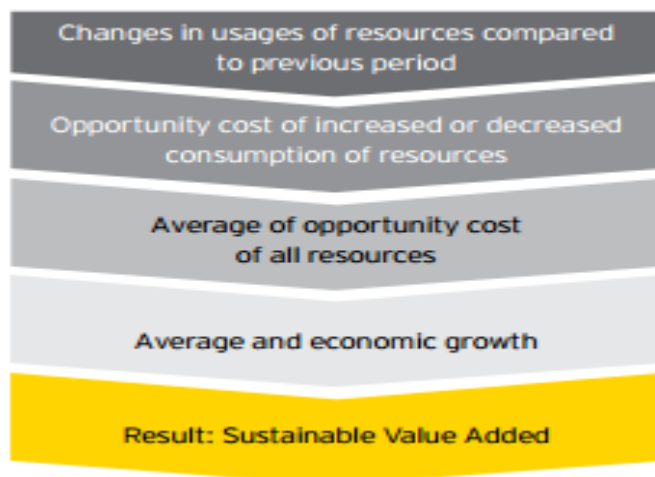 Changes in usages of resources compared
to previous period
Opportunity cost of increased or decreased
consumption of resources
Average of opportunity cost
of all resources
Average and economic growth
Result: Sustainable Value Added